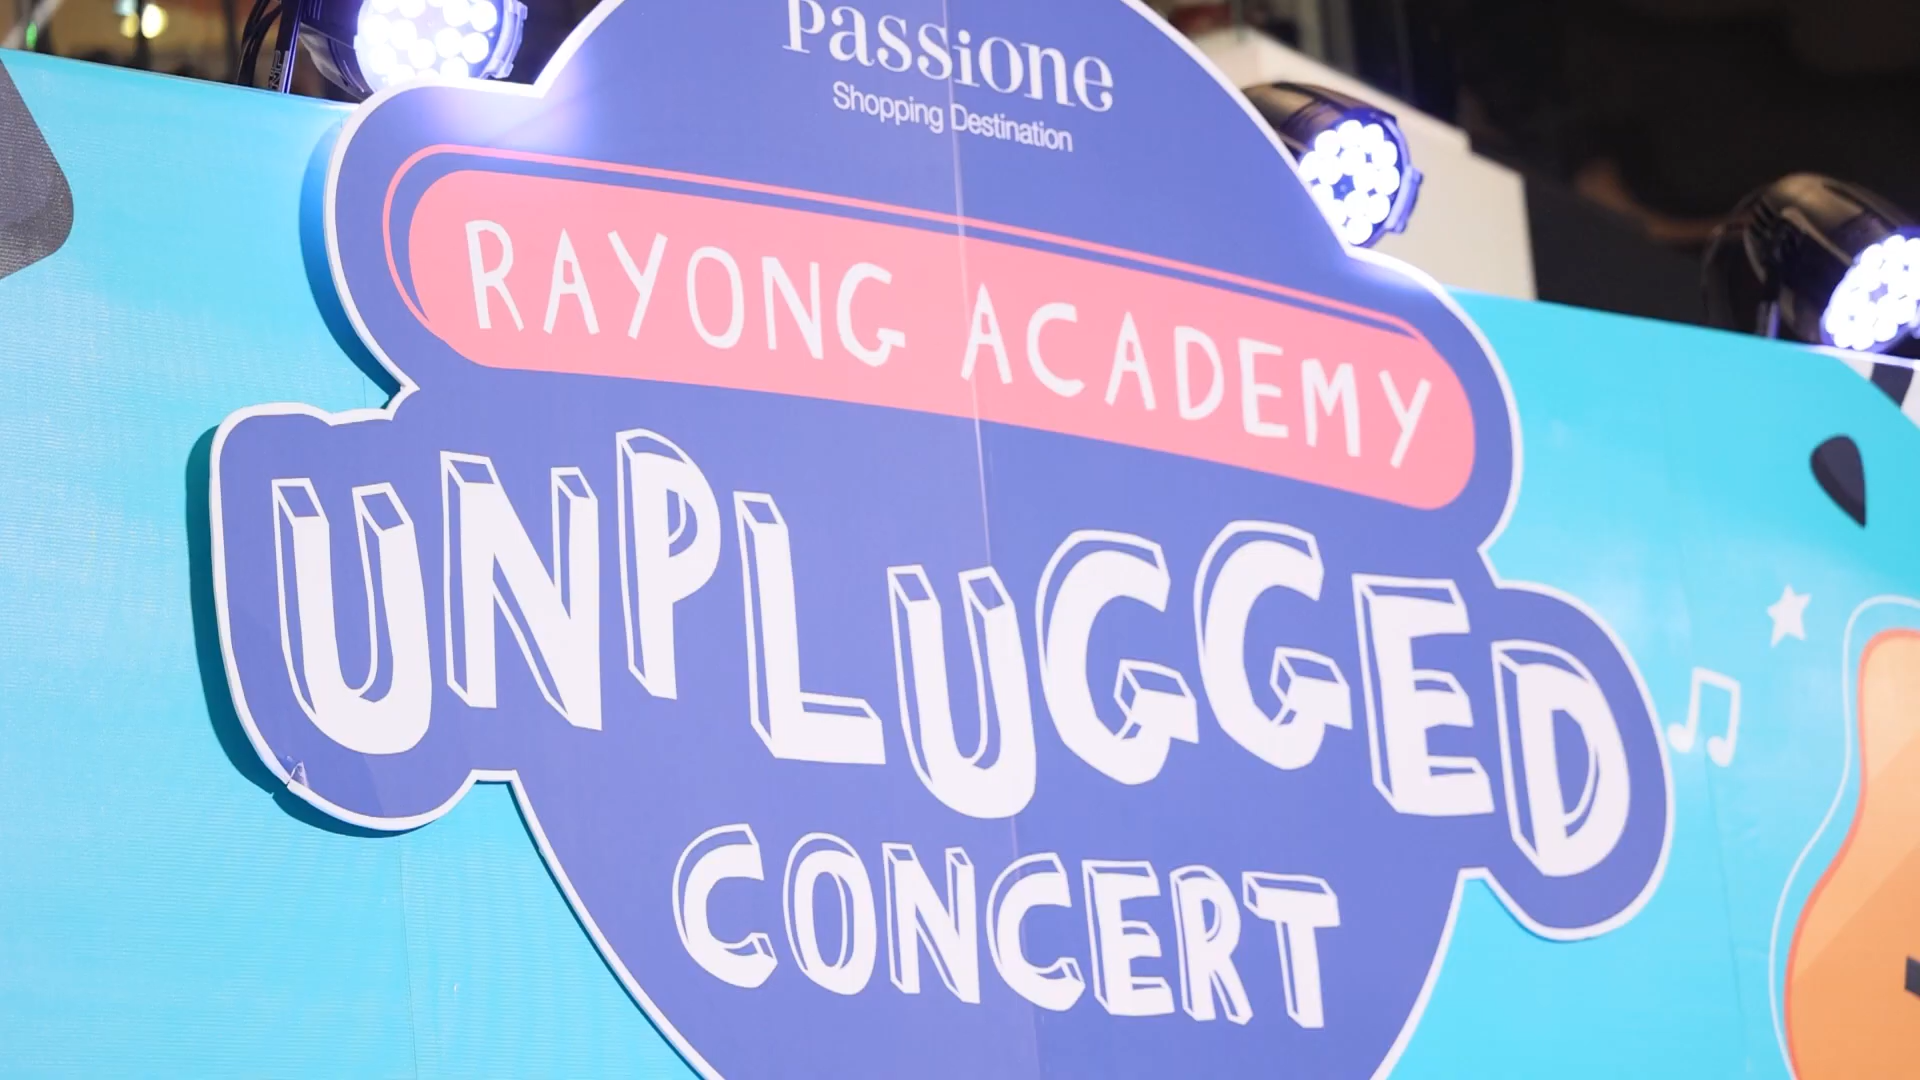 passione
Shopping Destination
RAYONG ACADEMY
UNPLUGGED
CONCERT